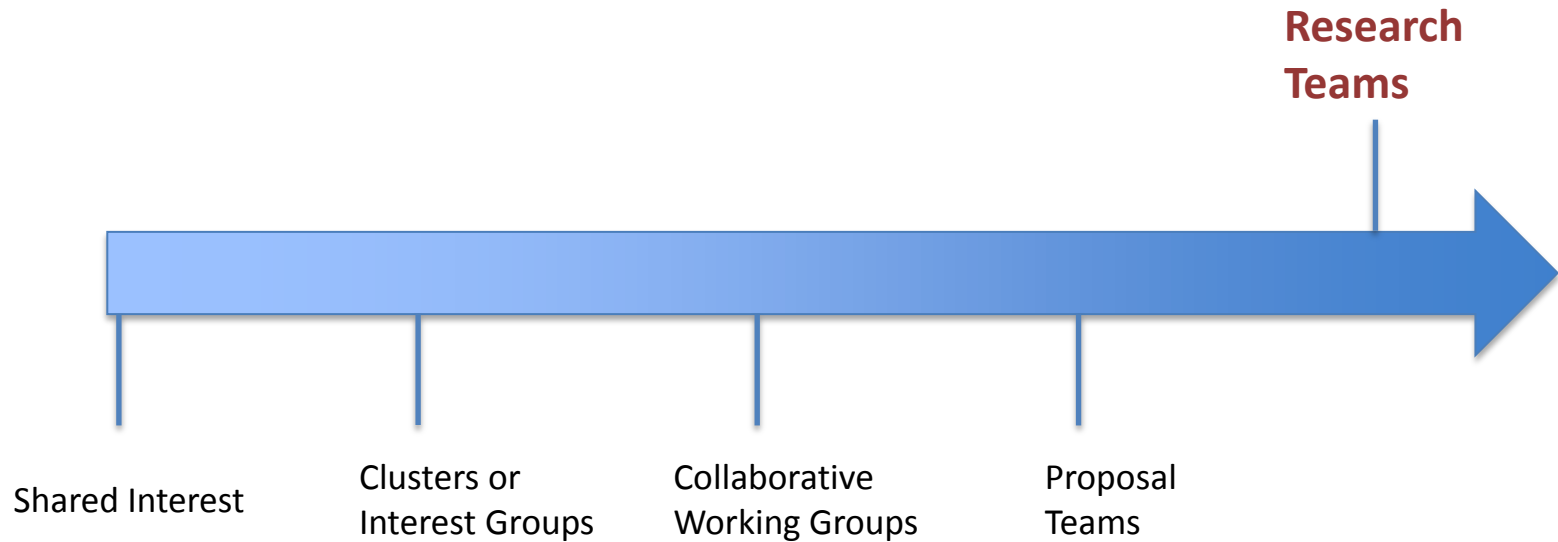 Research
Teams
Shared Interest
Clusters or
Interest Groups
Collaborative
Working Groups
Proposal
Teams